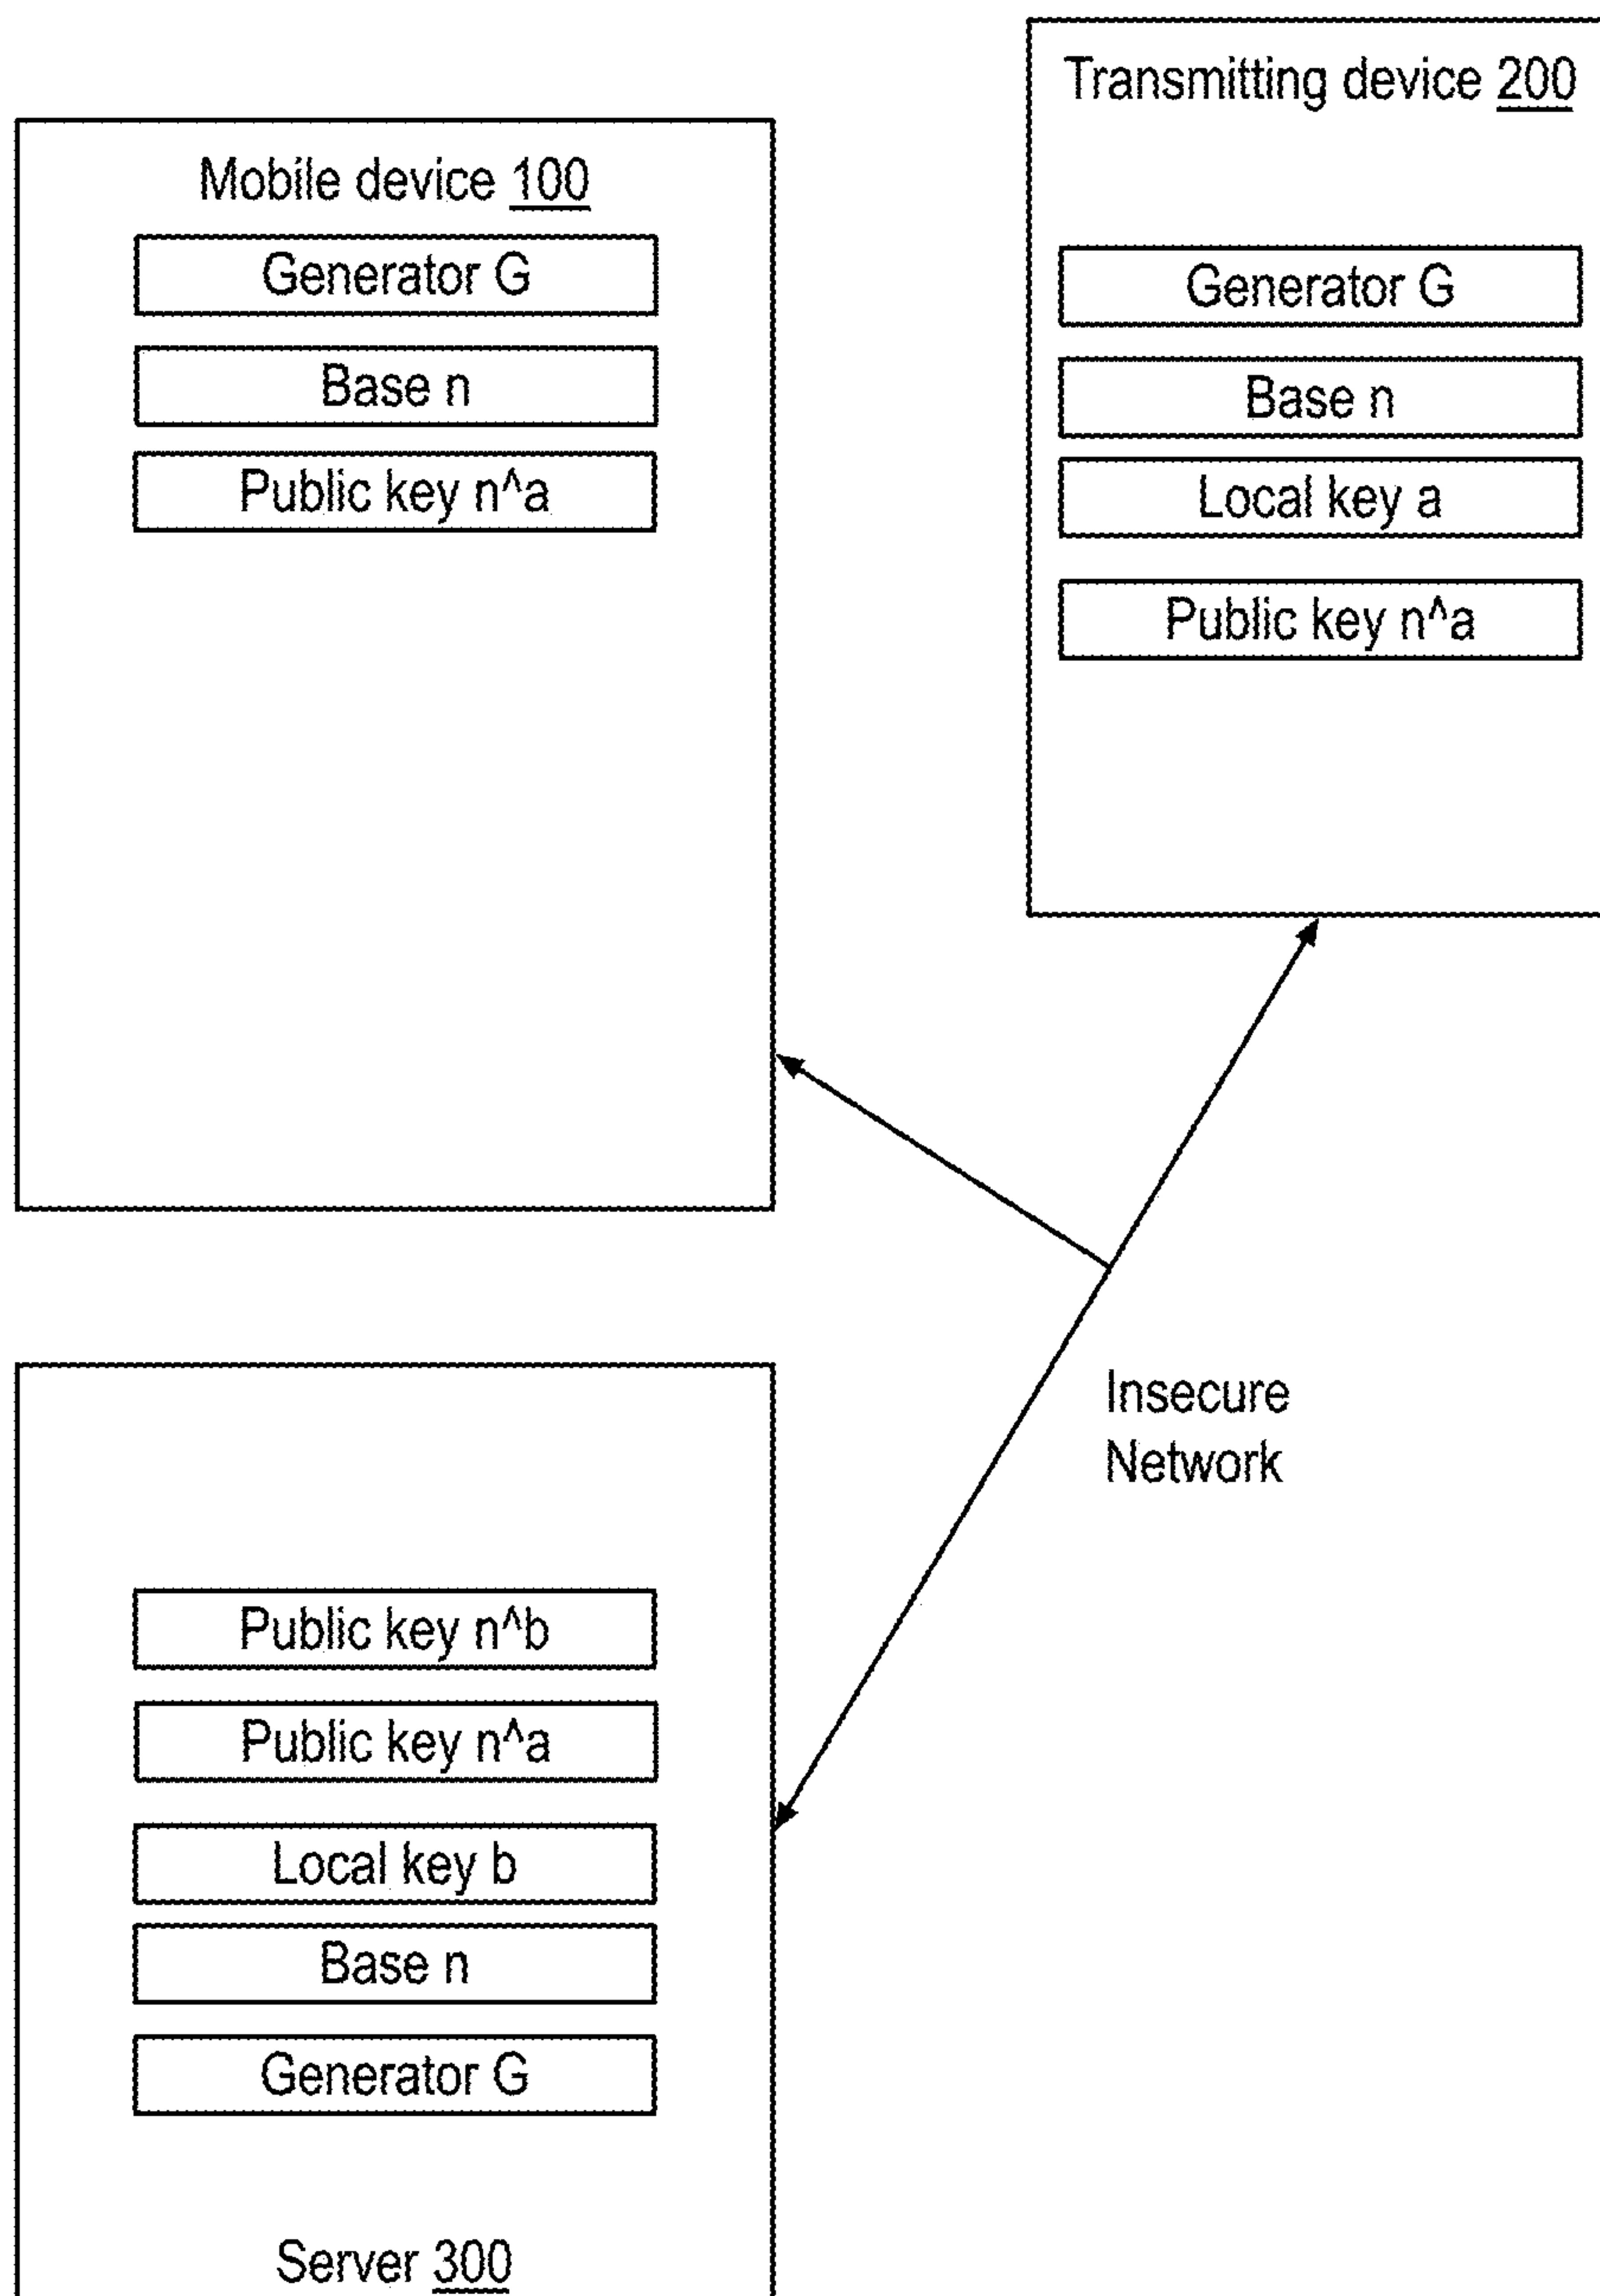 Transmitting device 200
Generator G
Base n
Local key a
Public key n^a
Mobile device 100
Generator G
Base n
Public key n^a
Insecure
Network
Public key n^b
Public key n^a
Local key b
Base n
Generator G
Server 300